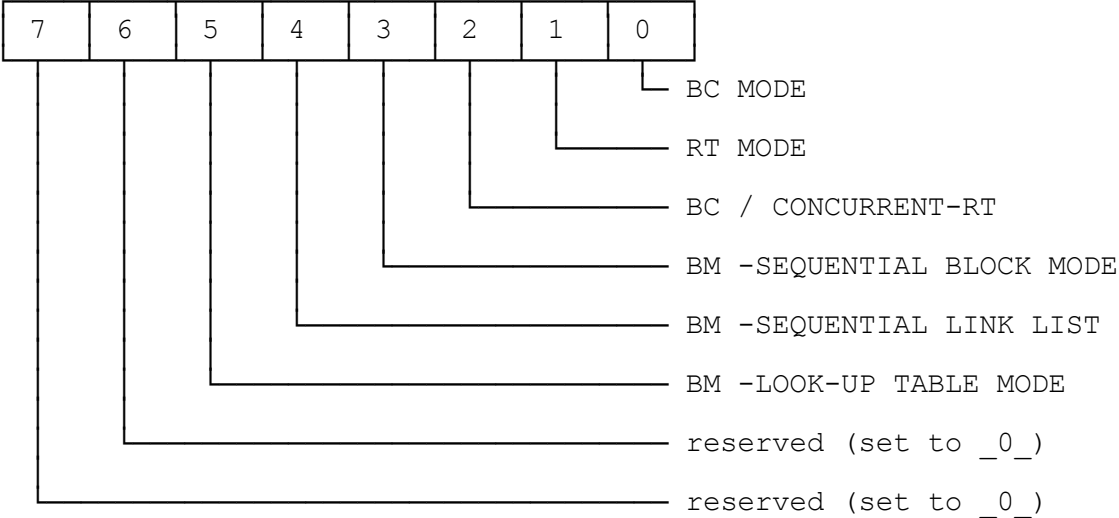 7 6 5 4 3 2 1 0
BC MODE
RT MODE
BC / CONCURRENT-RT
BM -SEQUENTIAL BLOCK MODE
BM -SEQUENTIAL LINK LIST
BM -LOOK-UP TABLE MODE
reserved (set to _0_)
reserved (set to _0_)